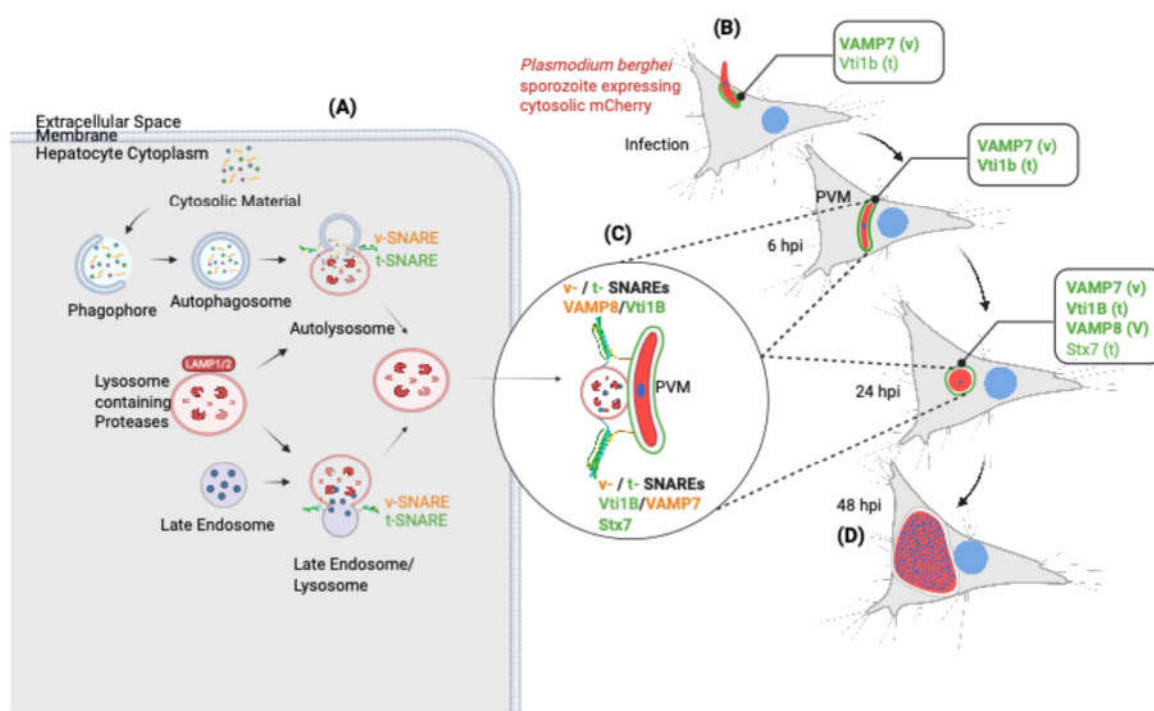 (A)
Extracellular Space
Membrane
Hepatocyte Cytoplasm
Cytosolic Material
Phagophore
Autophagosome
v-SNARE
t-SNARE
Autolysosome
LAMP1/2
Lysosome
containing
Proteases
Late Endosome
v-SNARE
t-SNARE
Late Endosome/
Lysosome
(B)
Plasmodium berghei
sporozoite expressing
cytosolic mCherry
Infection
VAMP7 (v)
Vti1b (t)
VAMP7 (v)
Vti1b (t)
PVM
6 hpi
(C)
v- / t- SNAREs
VAMP8/Vti1B
PVM
v- / t- SNAREs
Vti1B/VAMP7
Stx7
VAMP7 (v)
Vti1B (t)
VAMP8 (V)
Stx7 (t)
24 hpi
48 hpi
(D)